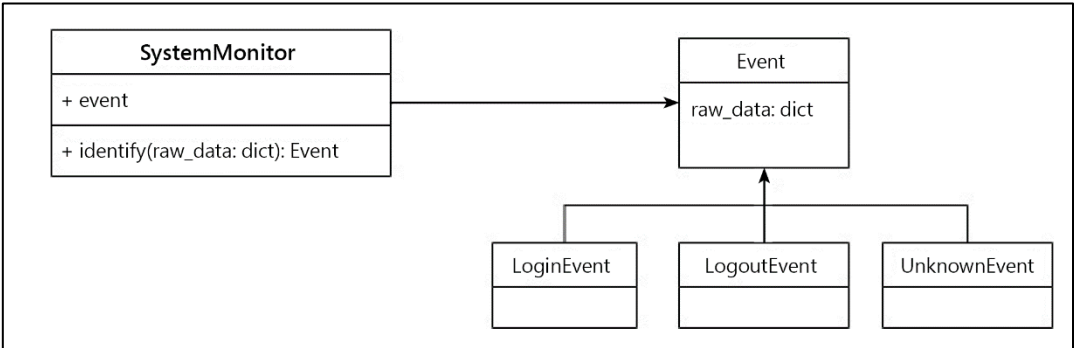 SystemMonitor
+ event
+ identify(raw_data: dict): Event
Event
raw_data: dict
LoginEvent
LogoutEvent
UnknownEvent